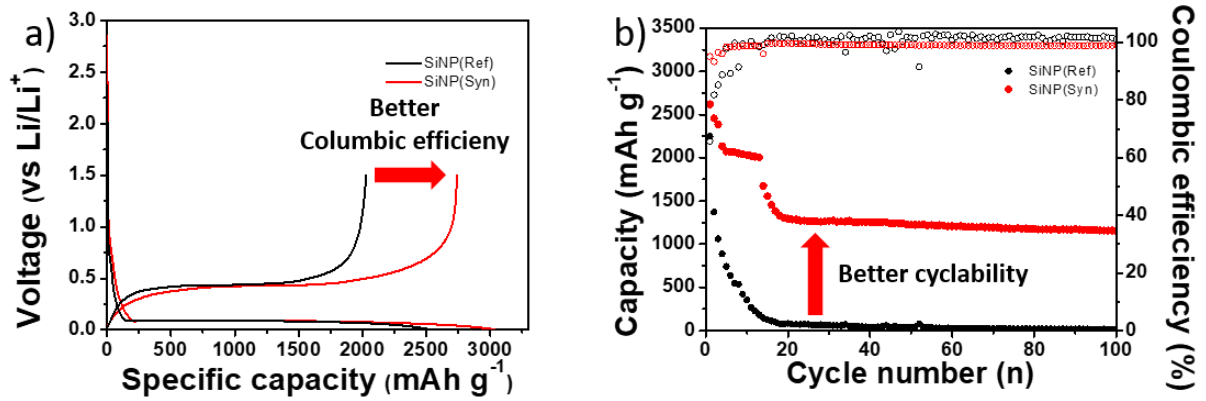 a)
Voltage (vs Li/Li+)
3.0
2.5
2.0
1.5
1.0
0.5
0.0
SiNP(Ref)
SiNP(Syn)
Better
Columbic efficieny
0 500 1000 1500 2000 2500 3000
Specific capacity (mAh g-1)
b)
Capacity (mAh g-1)
3500
3000
2500
2000
1500
1000
500
0
SiNP(Ref)
SiNP(Syn)
Better cyclability
0 20 40 60 80 100
Cycle number (n)
100
80
60
40
20
0
Coulombic effieciency (%)